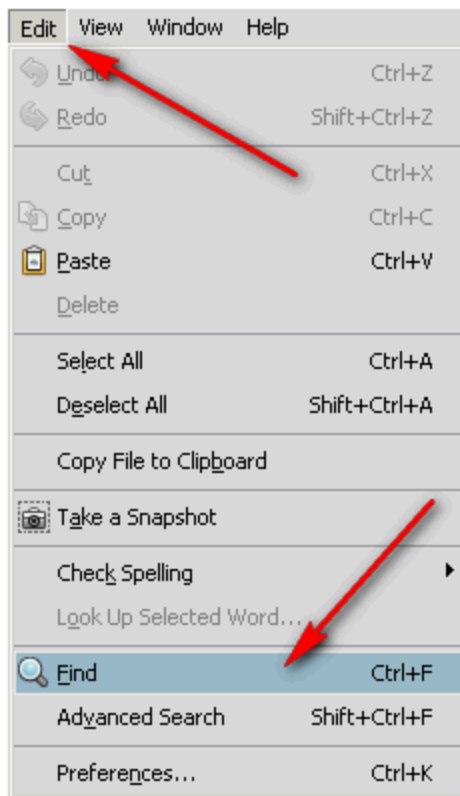 Edit View Window Help
Undo Ctrl+Z
Redo Shift+Ctrl+Z
Cut Ctrl+X
Copy Ctrl+C
Paste Ctrl+V
Delete
Select All Ctrl+A
Deselect All Shift+Ctrl+A
Copy File to Clipboard
Take a Snapshot
Check Spelling
Look Up Selected Word...
Find Ctrl+F
Advanced Search Shift+Ctrl+F
Preferences... Ctrl+K